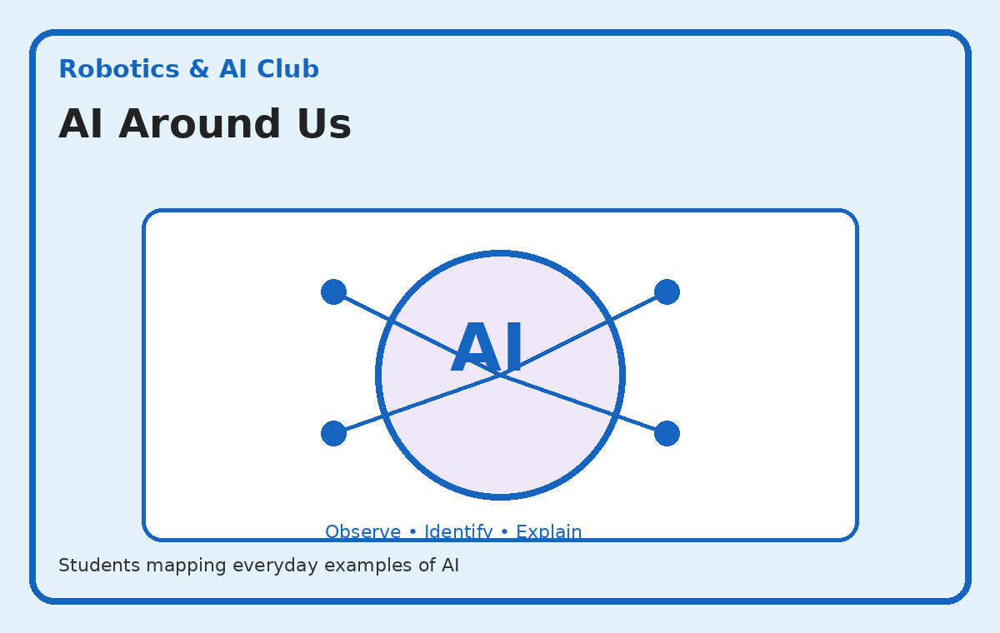 Robotics & AI Club
AI Around Us
AI
Observe • Identify • Explain
Students mapping everyday examples of AI